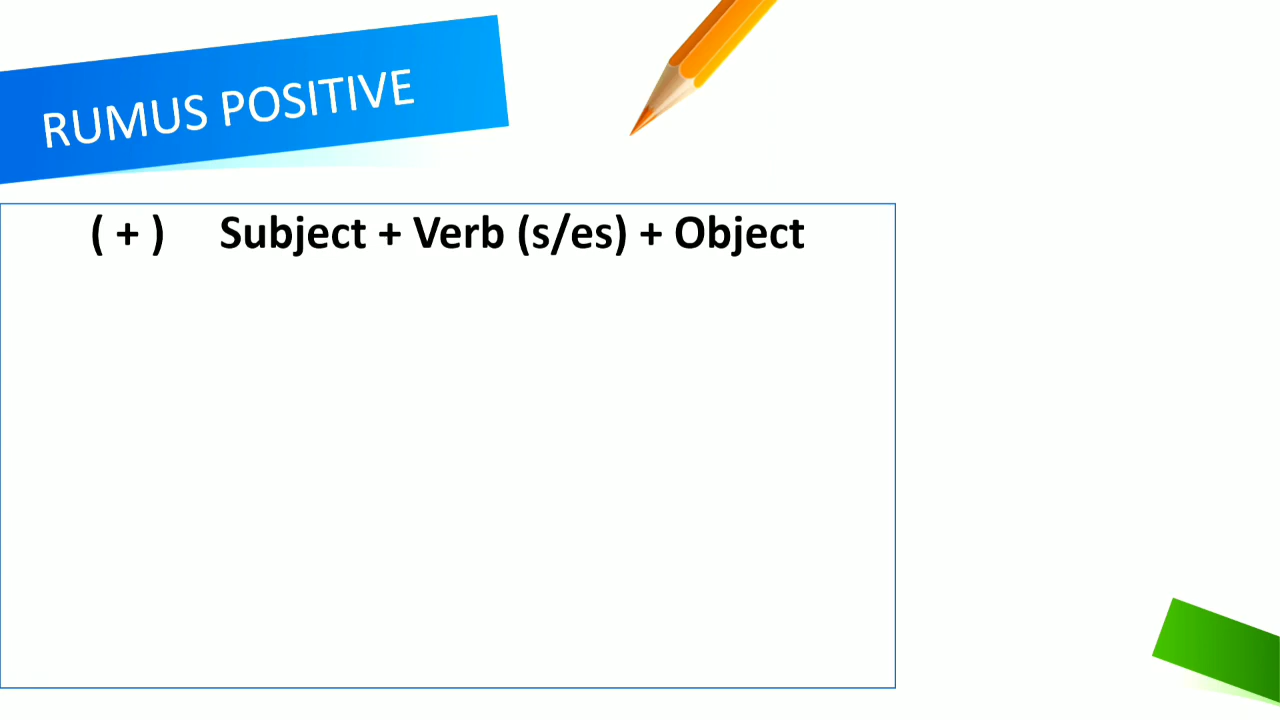 RUMUS POSITIVE
( + ) Subject + Verb (s/es) + Object